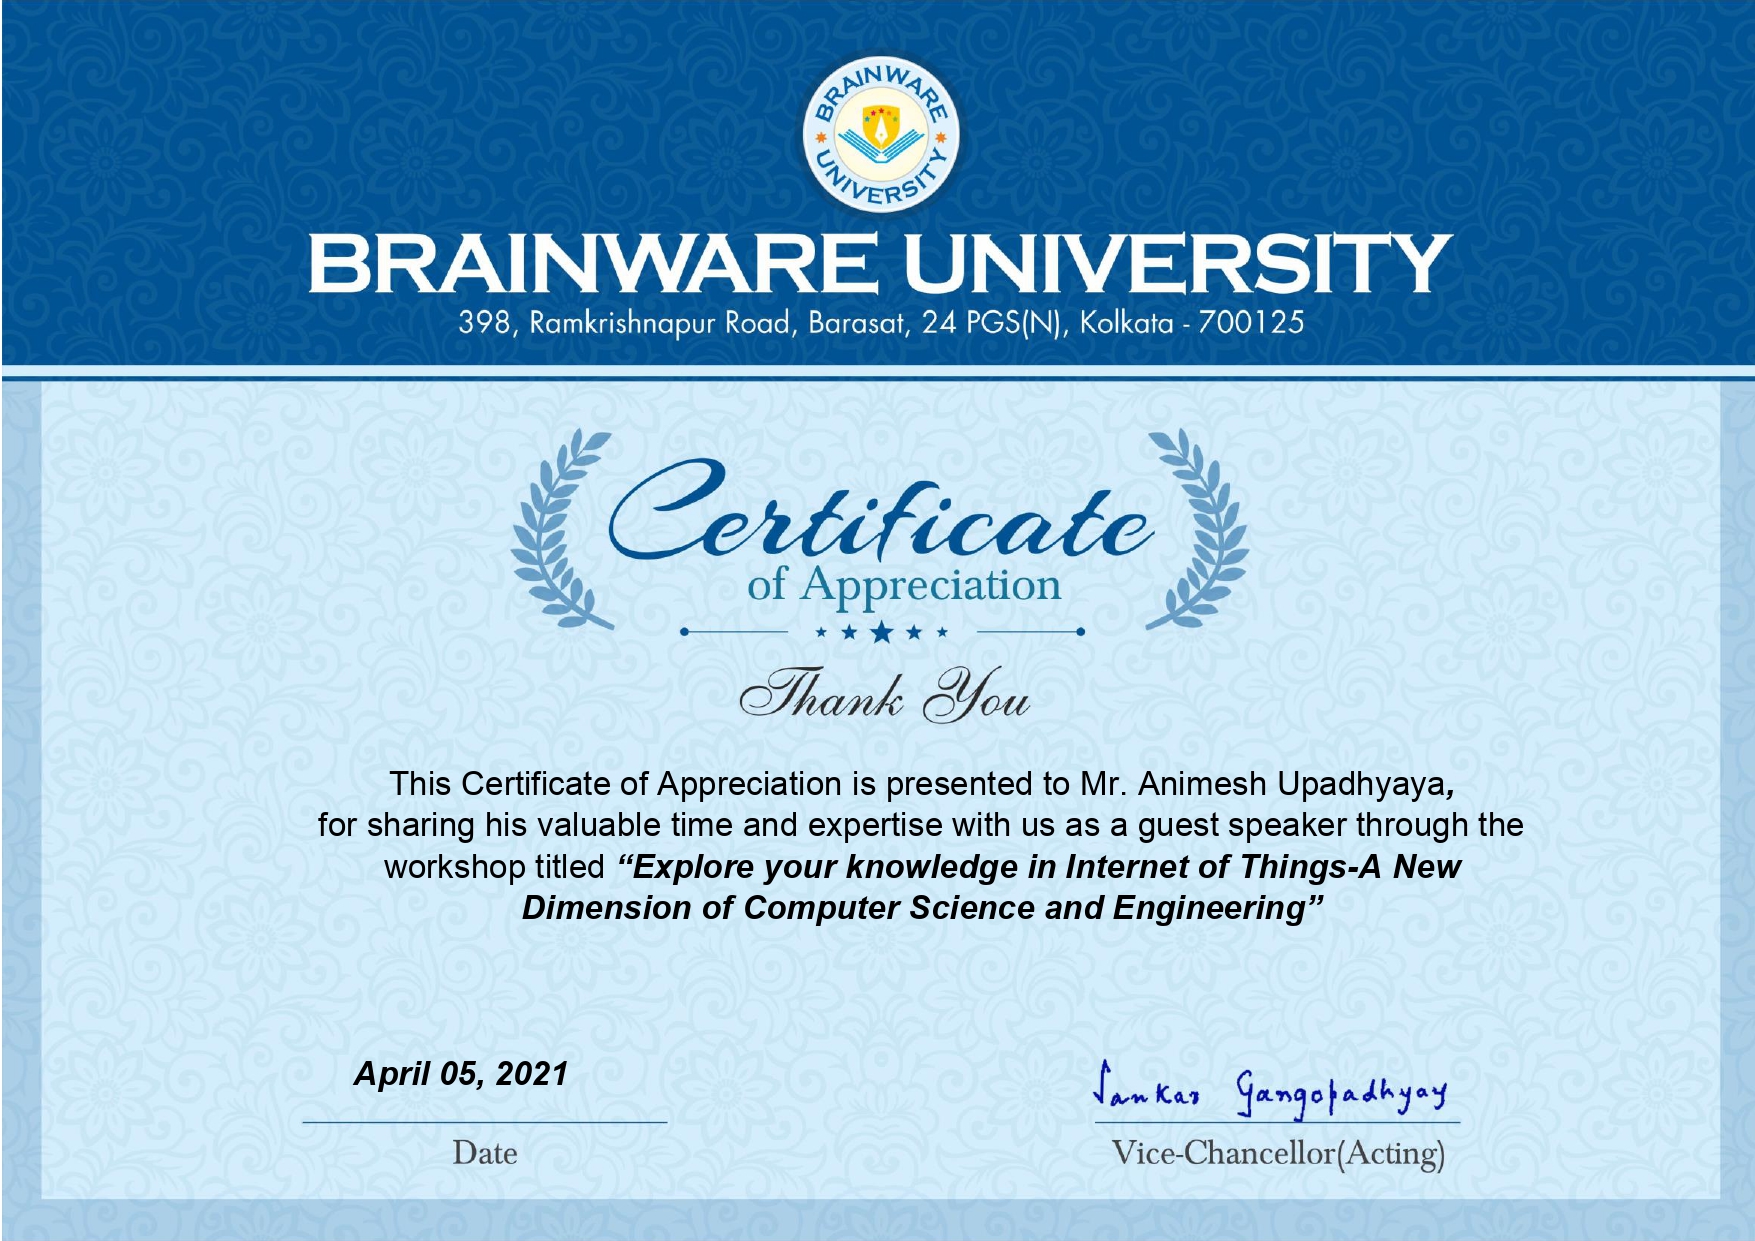 BRAINWARE UNIVERSITY
BRAINWARE UNIVERSITY
398, Ramkrishnapur Road, Barasat, 24 PGS(N), Kolkata - 700125
Certificate
of Appreciation
Thank You
This Certificate of Appreciation is presented to Mr. Animesh Upadhyaya,
for sharing his valuable time and expertise with us as a guest speaker through the
workshop titled “Explore your knowledge in Internet of Things-A New
Dimension of Computer Science and Engineering”
April 05, 2021
Sankar Gangopadhyay
Date
Vice-Chancellor(Acting)